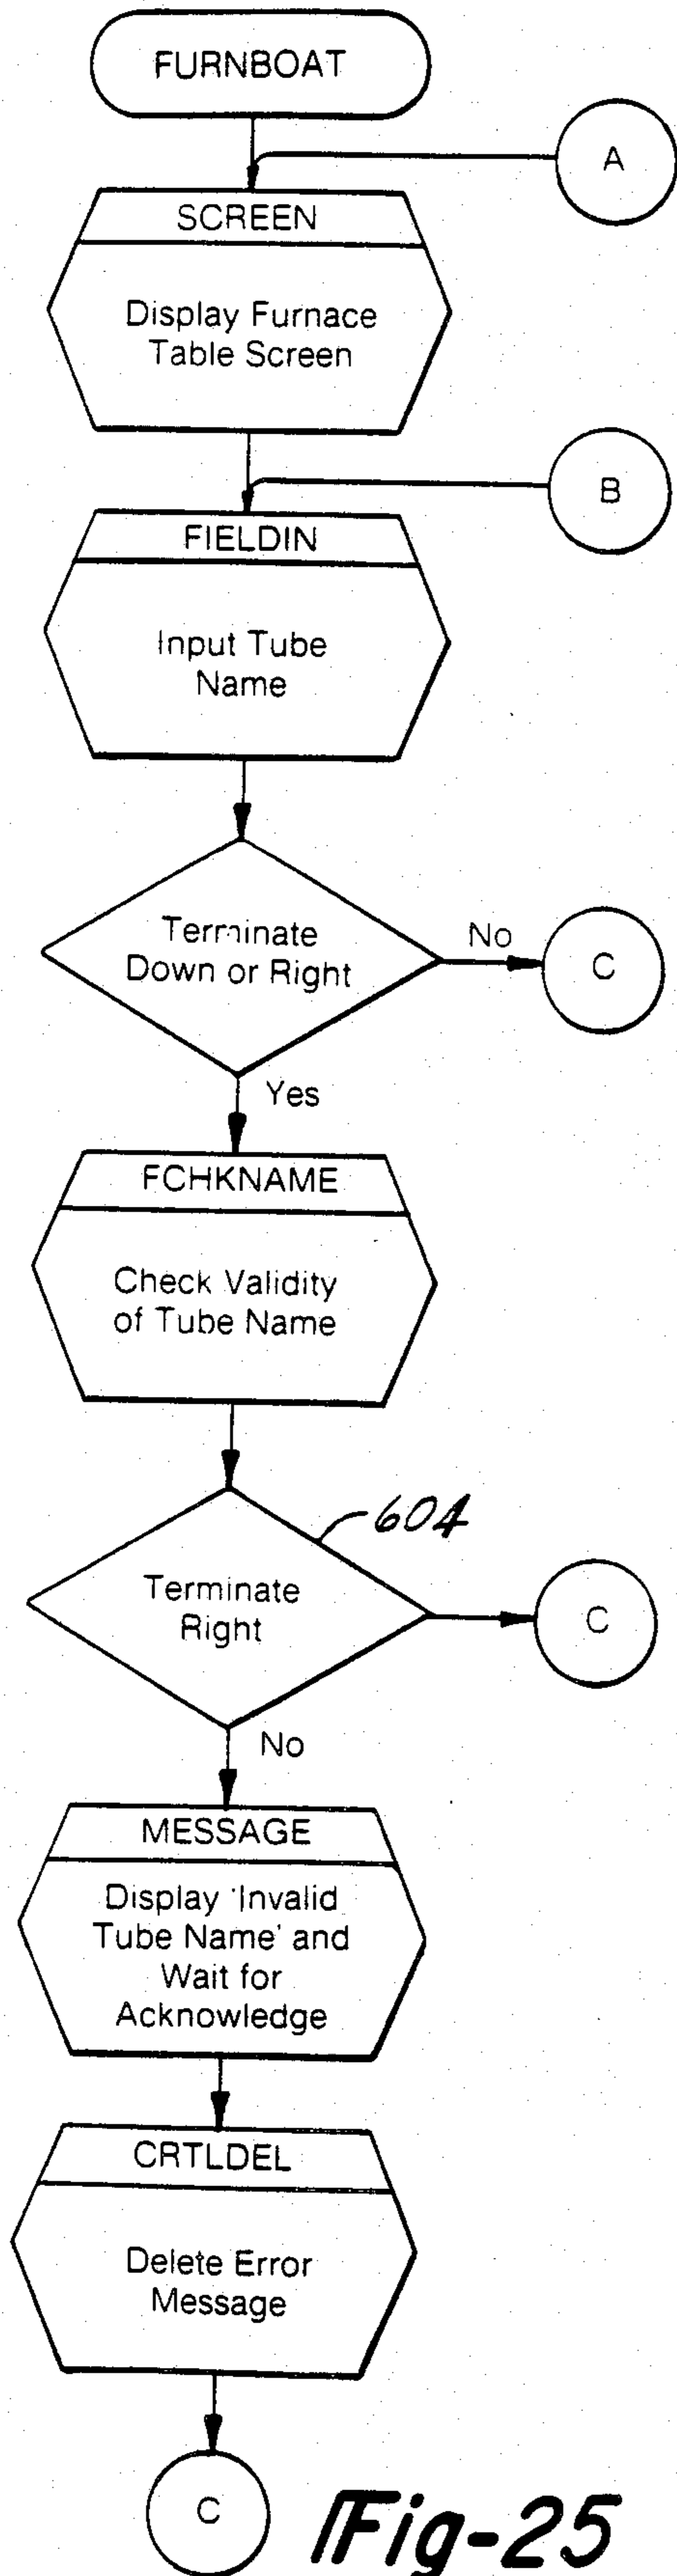 FURNBOAT
A
SCREEN
Display Furnace
Table Screen
B
FIELDIN
Input Tube
Name
Terminate
Down or Right
No
C
Yes
FCHKNAME
Check Validity
of Tube Name
604
Terminate
Right
C
No
MESSAGE
Display 'Invalid
Tube Name' and
Wait for
Acknowledge
CRTLDEL
Delete Error
Message
C
Fig-25